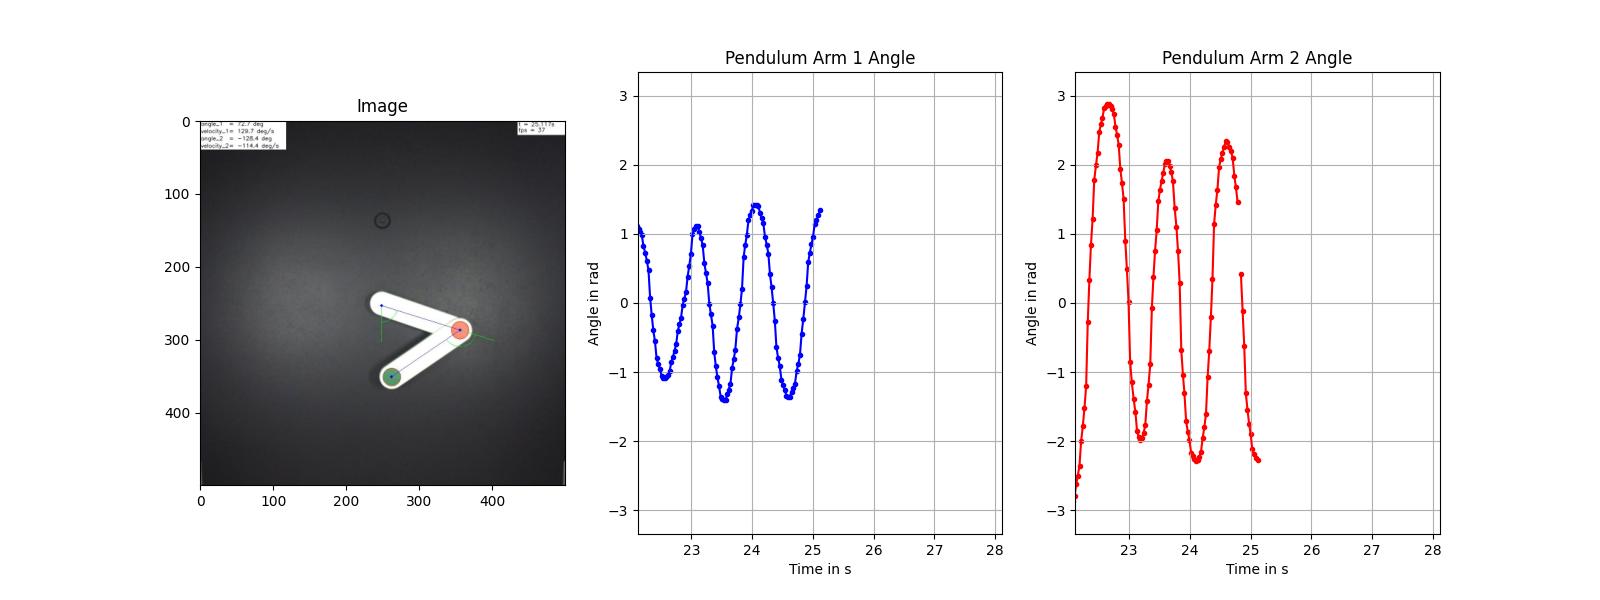 Image
angle_1 = 72.7 deg
velocity_1= 129.7 deg/s
angle_2 = -128.4 deg
velocity_2= -114.4 deg/s
t = 25.117s
fps = 37
0
100
200
300
400
0 100 200 300 400
Pendulum Arm 1 Angle
Angle in rad
3
2
1
0
−1
−2
−3
23 24 25 26 27 28
Time in s
Pendulum Arm 2 Angle
Angle in rad
3
2
1
0
−1
−2
−3
23 24 25 26 27 28
Time in s